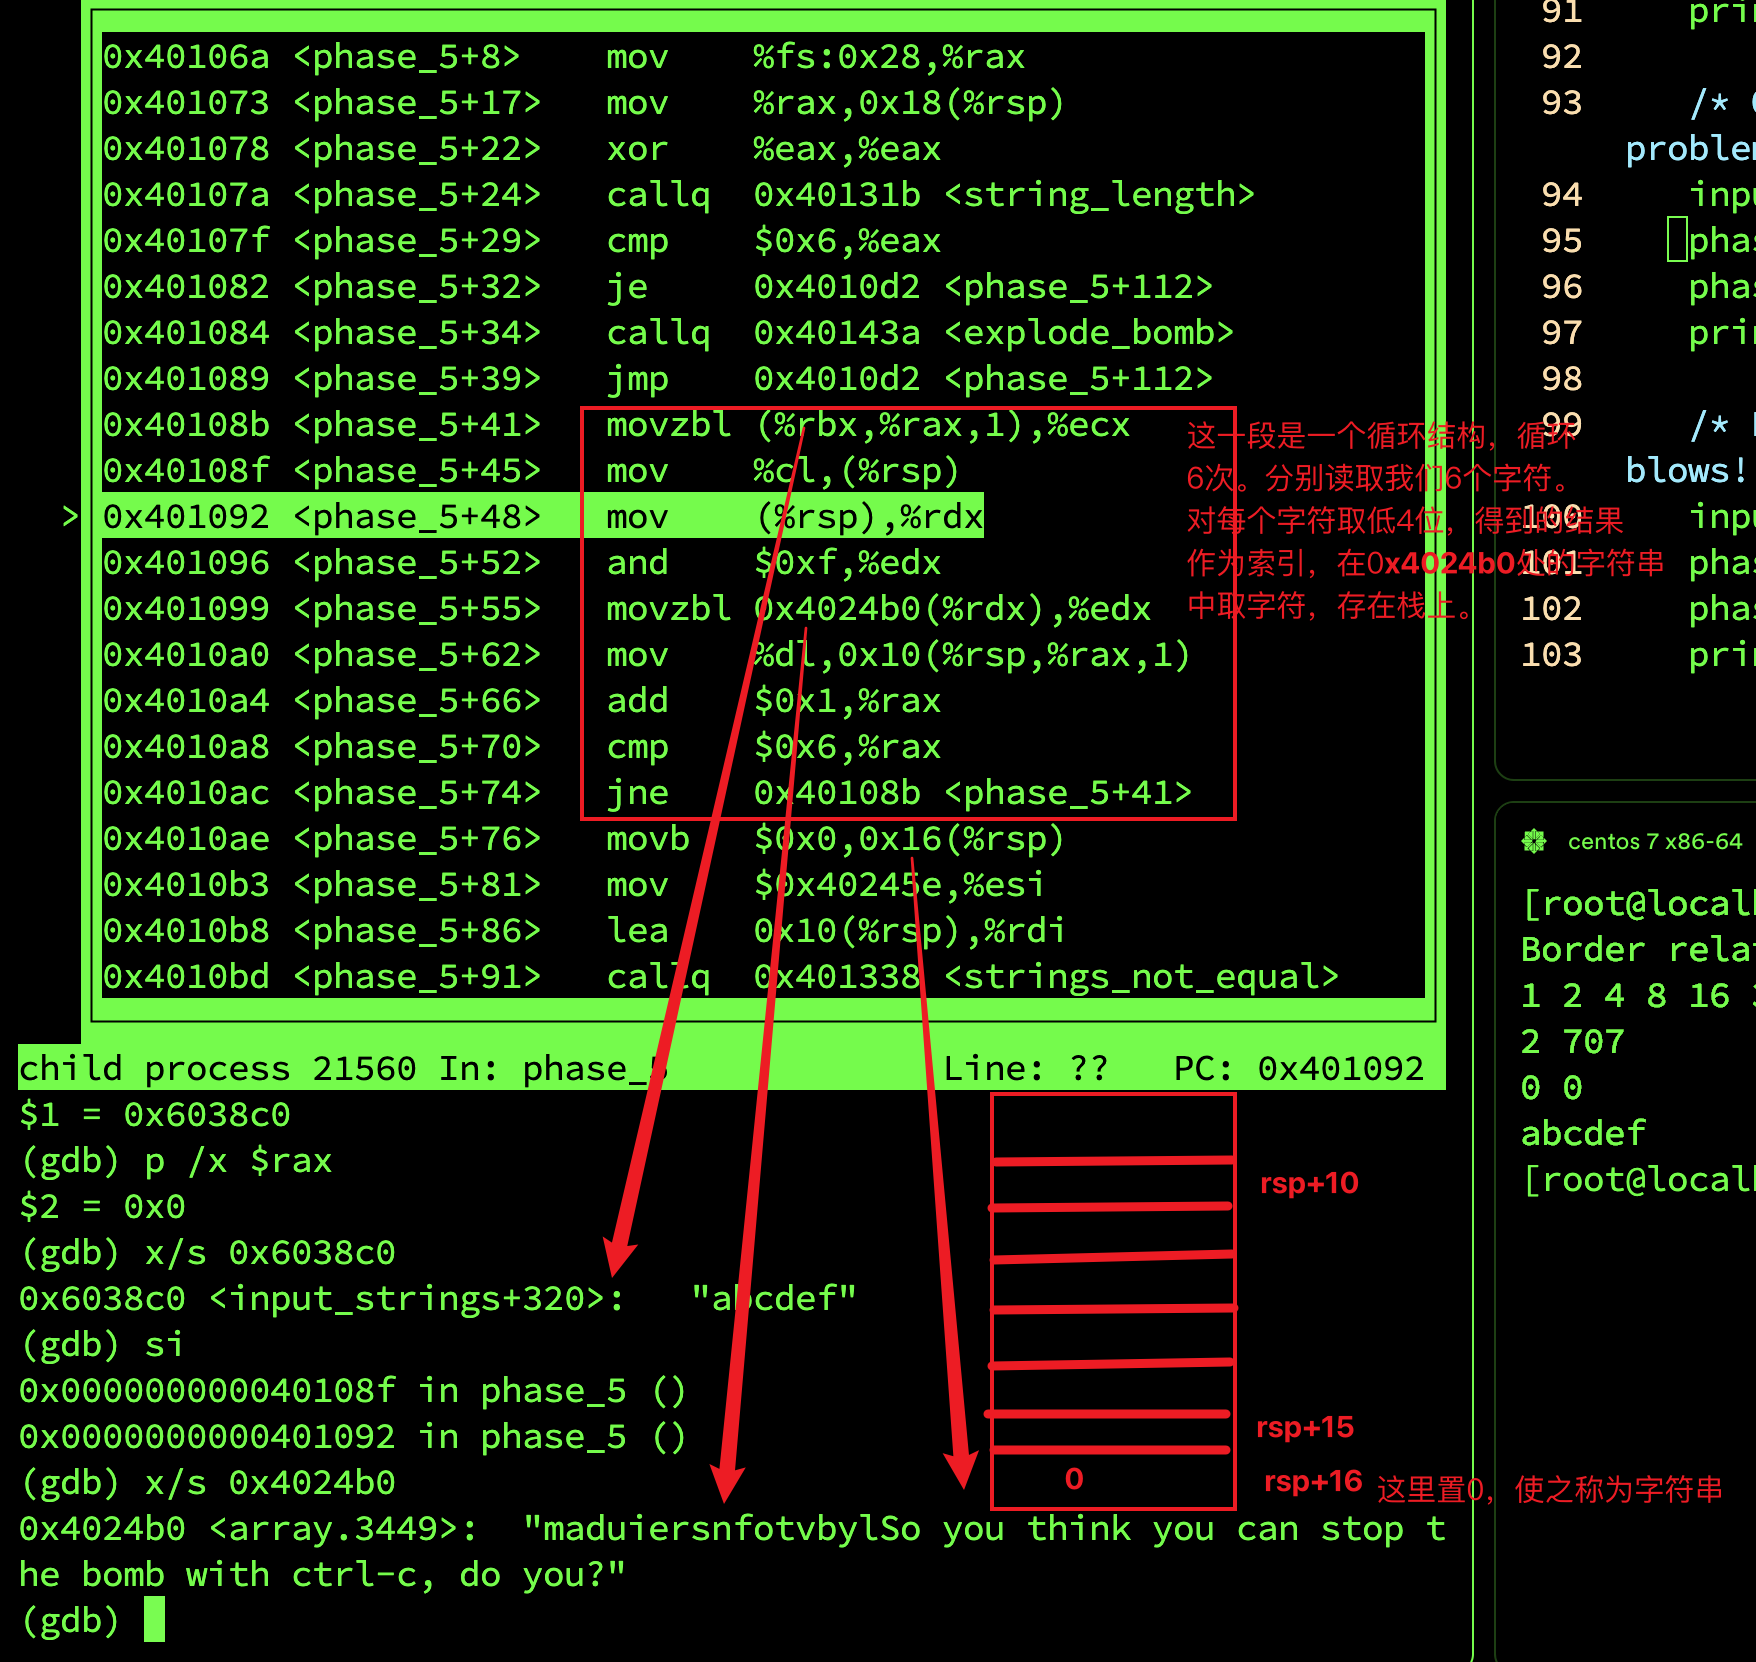 0x40106a <phase_5+8> mov %fs:0x28,%rax
0x401073 <phase_5+17> mov %rax,0x18(%rsp)
0x401078 <phase_5+22> xor %eax,%eax
0x40107a <phase_5+24> callq 0x40131b <string_length>
0x40107f <phase_5+29> cmp $0x6,%eax
0x401082 <phase_5+32> je 0x4010d2 <phase_5+112>
0x401084 <phase_5+34> callq 0x40143a <explode_bomb>
0x401089 <phase_5+39> jmp 0x4010d2 <phase_5+112>
0x40108b <phase_5+41> movzbl (%rbx,%rax,1),%ecx
0x40108f <phase_5+45> mov %cl,(%rsp)
> 0x401092 <phase_5+48> mov (%rsp),%rdx
0x401096 <phase_5+52> and $0xf,%edx
0x401099 <phase_5+55> movzbl 0x4024b0(%rdx),%edx
0x4010a0 <phase_5+62> mov %dl,0x10(%rsp,%rax,1)
0x4010a4 <phase_5+66> add $0x1,%rax
0x4010a8 <phase_5+70> cmp $0x6,%rax
0x4010ac <phase_5+74> jne 0x40108b <phase_5+41>
0x4010ae <phase_5+76> movb $0x0,0x16(%rsp)
0x4010b3 <phase_5+81> mov $0x40245e,%esi
0x4010b8 <phase_5+86> lea 0x10(%rsp),%rdi
0x4010bd <phase_5+91> callq 0x401338 <strings_not_equal>
这一段是一个循环结构，循环
6次。分别读取我们6个字符。
对每个字符取低4位，得到的结果
作为索引，在0x4024b0处的字符串
中取字符，存在栈上。
child process 21560 In: phase_5 Line: ?? PC: 0x401092
$1 = 0x6038c0
(gdb) p /x $rax
$2 = 0x0
(gdb) x/s 0x6038c0
0x6038c0 <input_strings+320>: "abcdef"
(gdb) si
0x000000000040108f in phase_5 ()
0x0000000000401092 in phase_5 ()
(gdb) x/s 0x4024b0
0x4024b0 <array.3449>: "maduiersnfotvbylSo you think you can stop t
he bomb with ctrl-c, do you?"
(gdb)
rsp+10
rsp+15
0 rsp+16 这里置0，使之称为字符串
91 pri
92
93 /*
problem
94 inpu
95 phas
96 phas
97 prin
98
99 /*
blows!
100 inpu
101 phas
102 phas
103 prin
centos 7 x86-64
[root@local
Border rela
1 2 4 8 16
2 707
0 0
abcdef
[root@local